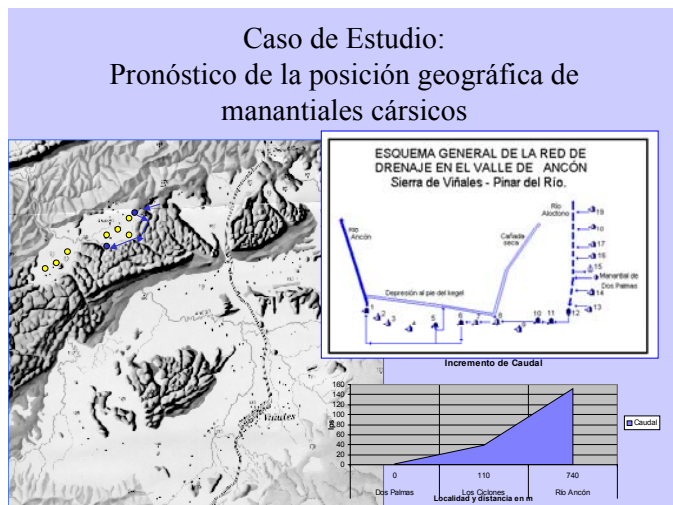 Caso de Estudio:
Pronóstico de la posición geográfica de
manantiales cársicos
ESQUEMA GENERAL DE LA RED DE
DRENAJE EN EL VALLE DE ANCÓN
Sierra de Viñales - Pinar del Río.
Río
Ancón
Cañada
seca
Río
Aloctono
Depresión al pie del kegel
Manantial de
Dos Palmas
1
2
3
4
5
6
8
9
10
11
12
13
14
15
16
17
19
Viñales
Incremento de Caudal
lps
160
140
120
100
80
60
40
20
0
0
110
740
Dos Palmas
Los Ciclones
Río Ancón
Localidad y distancia en m
Caudal